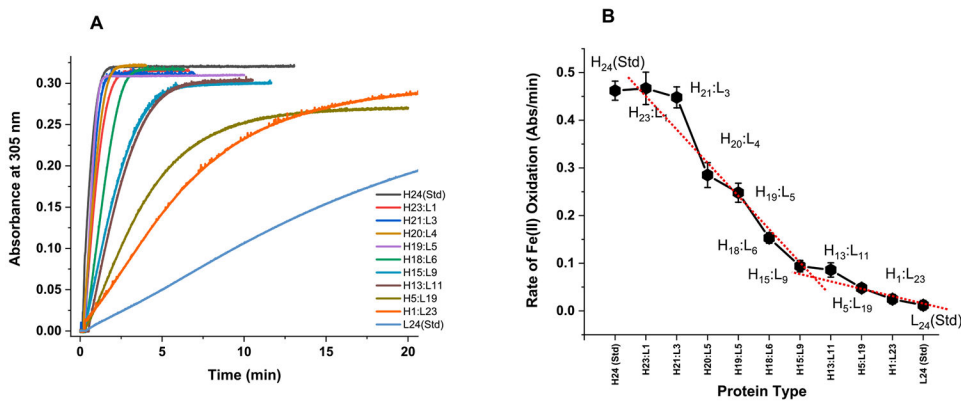 A
Absorbance at 305 nm
0.30
0.25
0.20
0.15
0.10
0.05
0.00
0
5
10
15
20
Time (min)
H24(Std)
H23:L1
H21:L3
H20:L4
H19:L5
H18:L6
H15:L9
H13:L11
H5:L19
H1:L23
L24(Std)
B
Rate of Fe(II) Oxidation (Abs/min)
0.5
0.4
0.3
0.2
0.1
0.0
H24(Std)
H23:L1
H21:L3
H20:L4
H19:L5
H18:L6
H15:L9
H13:L11
H5:L19
H1:L23
L24(Std)
H24 (Std)
H23:L1
H21:L3
H20:L5
H19:L5
H18:L6
H15:L9
H13:L11
H5:L19
H1:L23
L24 (Std)
Protein Type